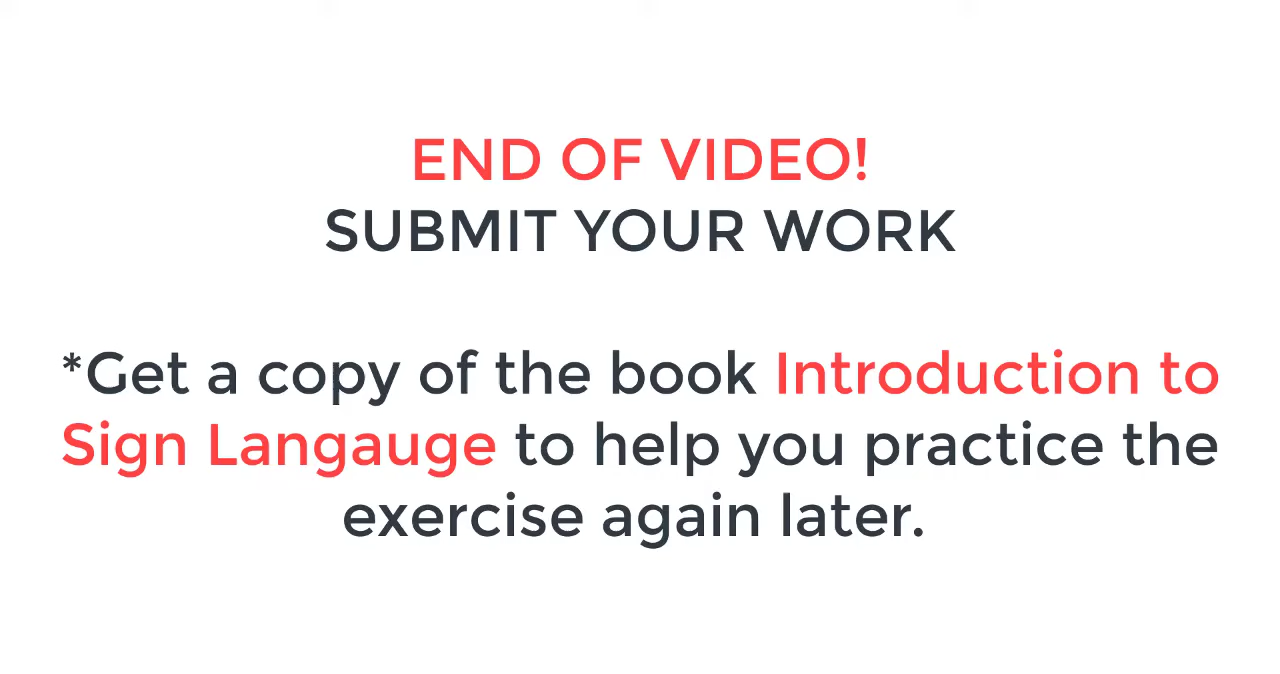 END OF VIDEO!
SUBMIT YOUR WORK
*Get a copy of the book Introduction to
Sign Langauge to help you practice the
exercise again later.